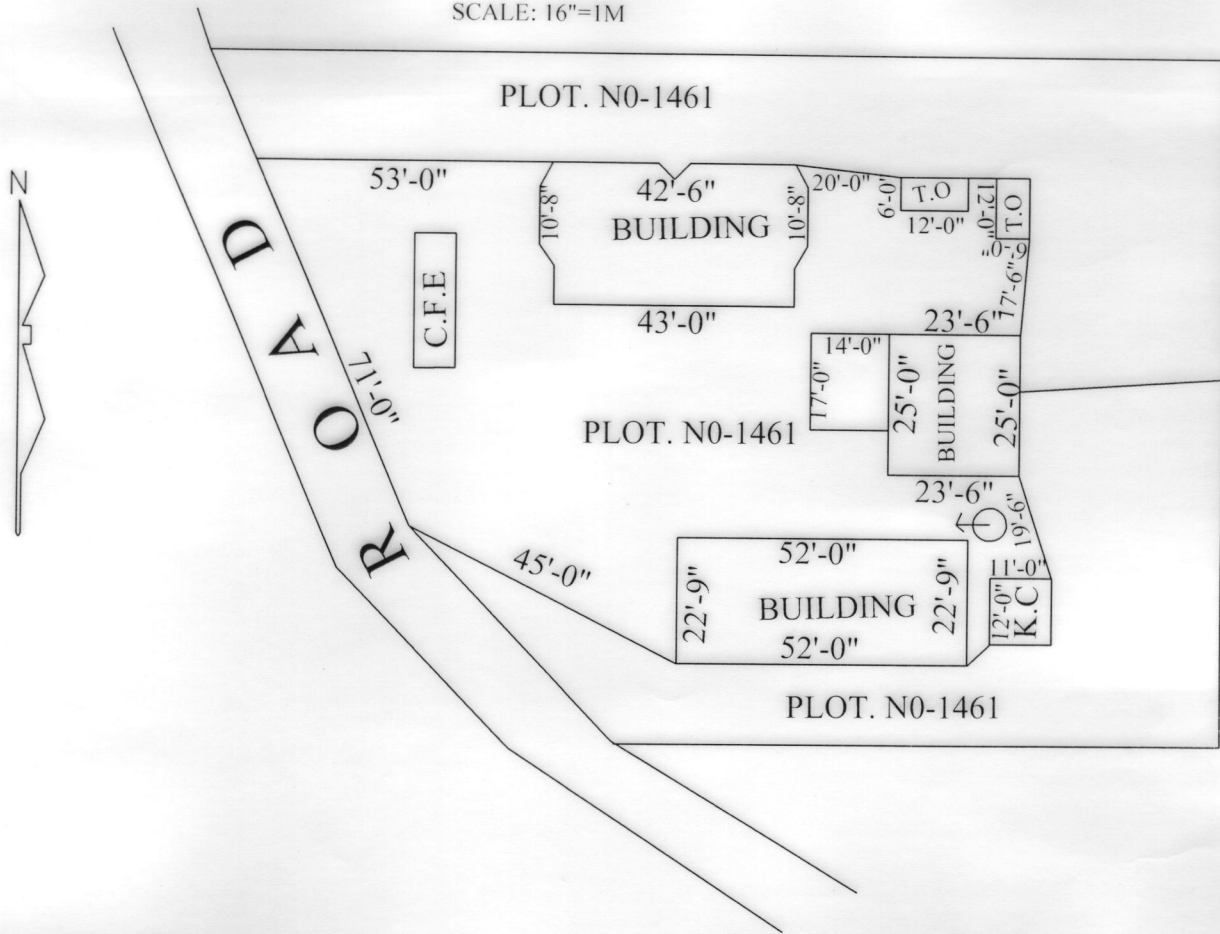 SCALE: 16"=1M
PLOT. N0-1461
N
53'-0"
10'-8"
42'-6"
10'-8"
BUILDING
43'-0"
20'-0"
6'-0"
T.O
12'-0"
12'-0"
T.O
6'-0"
17'-6"
ROAD
C.F.E
71'-0"
23'-6"
14'-0"
17'-0"
25'-0"
BUILDING
25'-0"
23'-6"
PLOT. N0-1461
19'-6"
45'-0"
52'-0"
22'-9"
BUILDING
22'-9"
52'-0"
11'-0"
12'-0"
K.C
PLOT. N0-1461